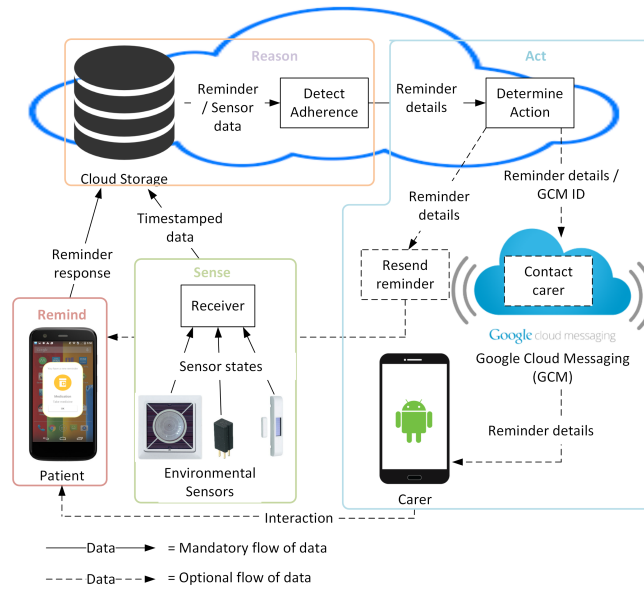 Reason
Act
Reminder
/ Sensor
data
Detect
Adherence
Reminder
details
Determine
Action
Cloud Storage
Reminder details /
GCM ID
Timestamped
data
Reminder
details
Reminder
response
Sense
Resend
reminder
Contact
carer
Receiver
Remind
Google cloud messaging
Google Cloud Messaging
(GCM)
Sensor states
Reminder details
Environmental
Sensors
Patient
Carer
Interaction
Data
= Mandatory flow of data
Data
= Optional flow of data